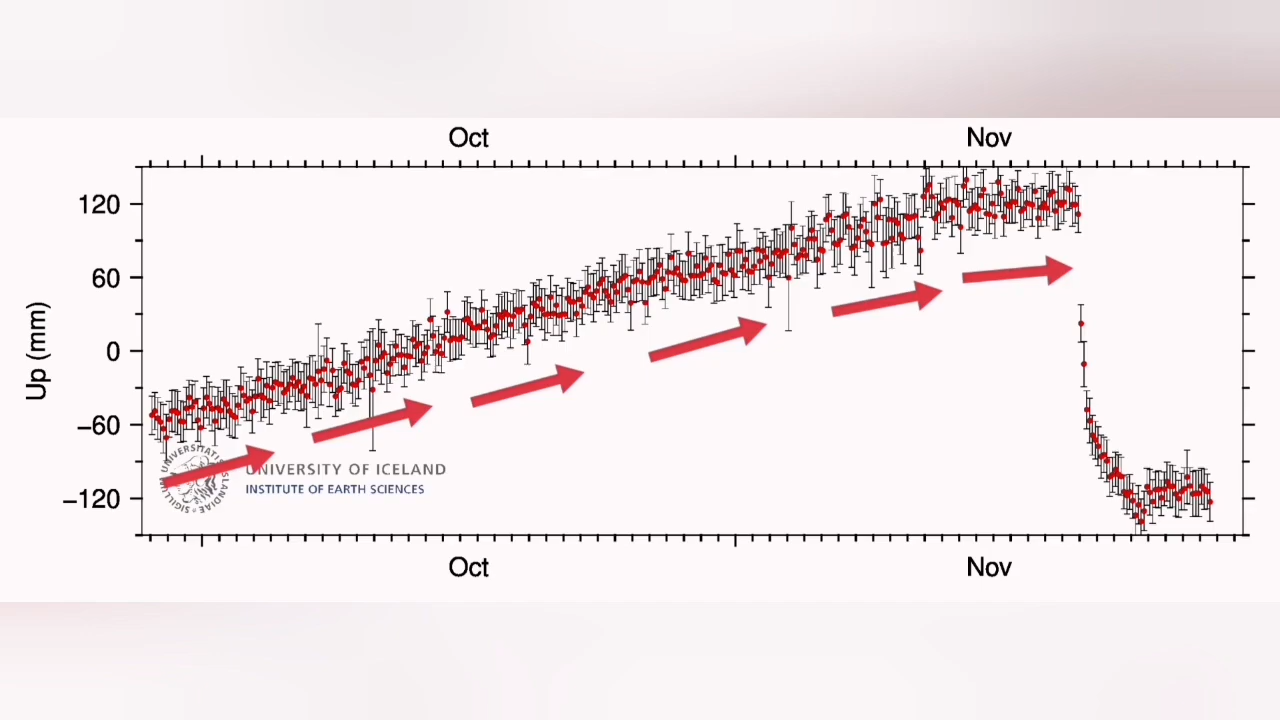 Oct Nov
120
60
0
−60
−120
Up (mm)
UNIVERSITY OF ICELAND
INSTITUTE OF EARTH SCIENCES
Oct Nov